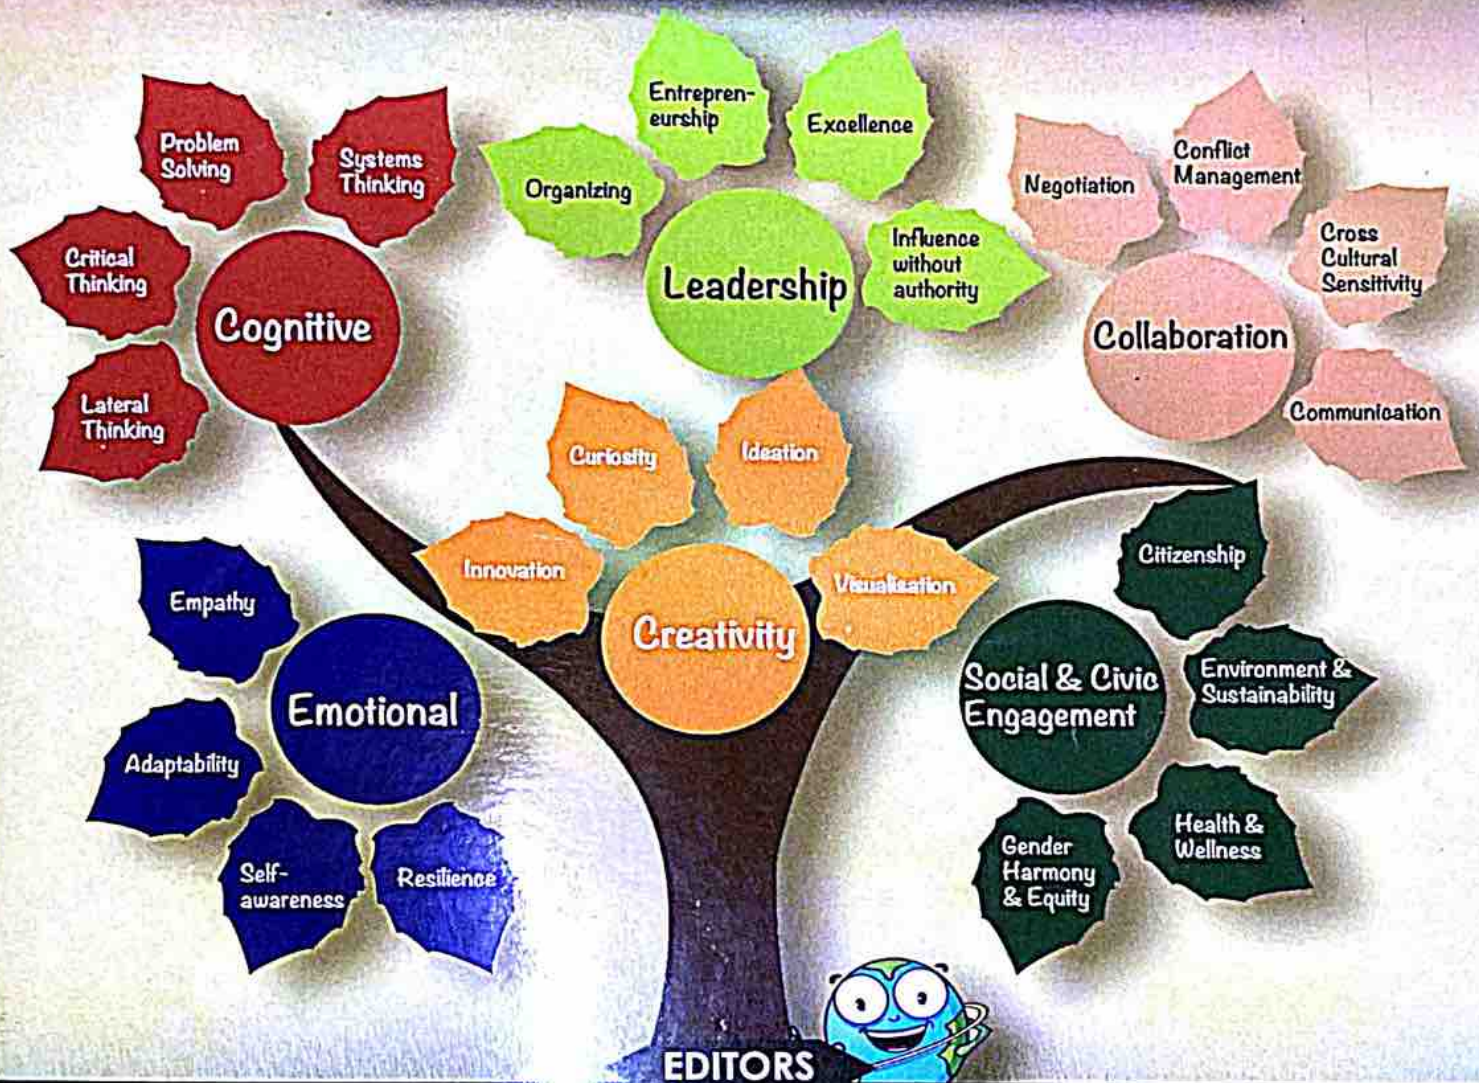 Cognitive
Problem
Solving
Systems
Thinking
Critical
Thinking
Lateral
Thinking
Leadership
Organizing
Entrepren-
eurship
Excellence
Influence
without
authority
Collaboration
Negotiation
Conflict
Management
Cross
Cultural
Sensitivity
Communication
Creativity
Innovation
Curiosity
Ideation
Visualisation
Emotional
Empathy
Adaptability
Self-
awareness
Resilience
Social & Civic
Engagement
Citizenship
Environment &
Sustainability
Health &
Wellness
Gender
Harmony
& Equity
EDITORS